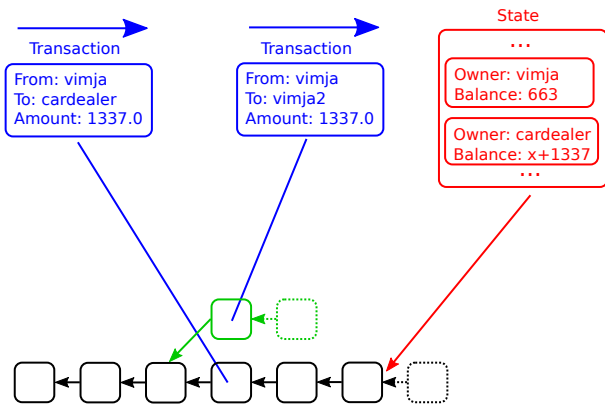 Transaction
From: vimja
To: cardealer
Amount: 1337.0
Transaction
From: vimja
To: vimja2
Amount: 1337.0
State
...
Owner: vimja
Balance: 663
Owner: cardealer
Balance: x+1337
...